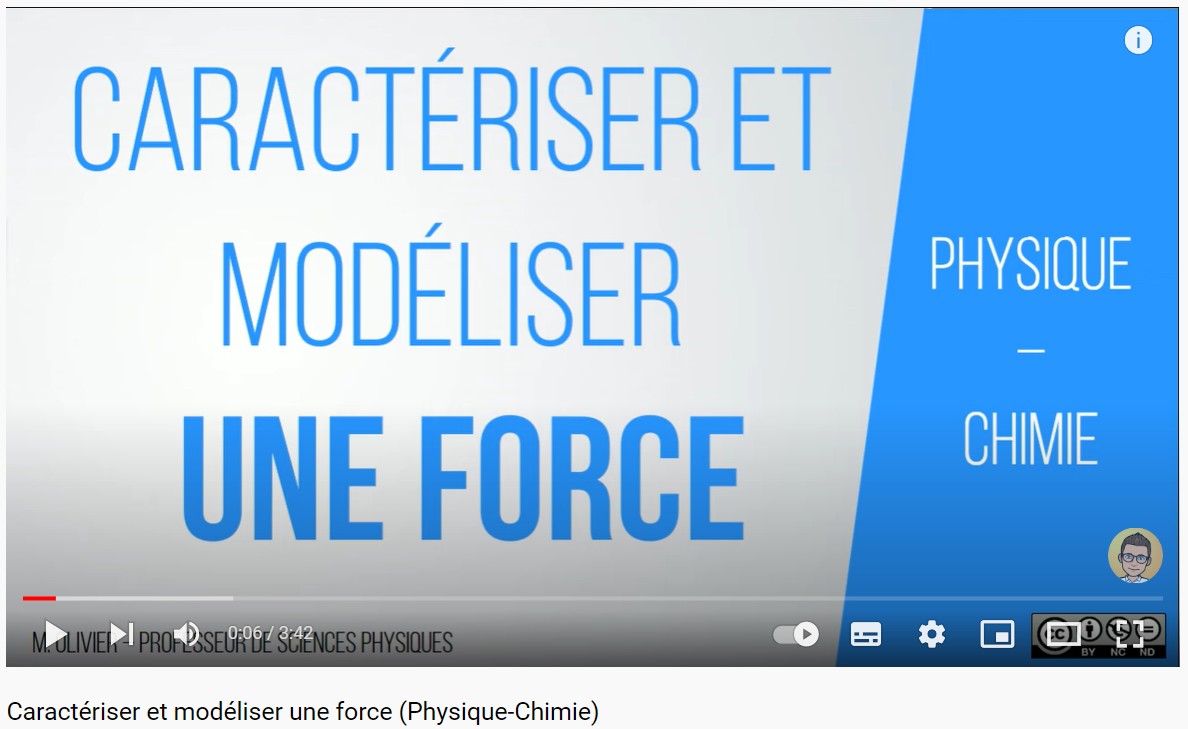 CARACTÉRISER ET
MODÉLISER
UNE FORCE
PHYSIQUE
–
CHIMIE
M. OLIVIER – PROFESSEUR DE SCIENCES PHYSIQUES
0:06 / 3:42
cc
BY NC ND
Caractériser et modéliser une force (Physique-Chimie)